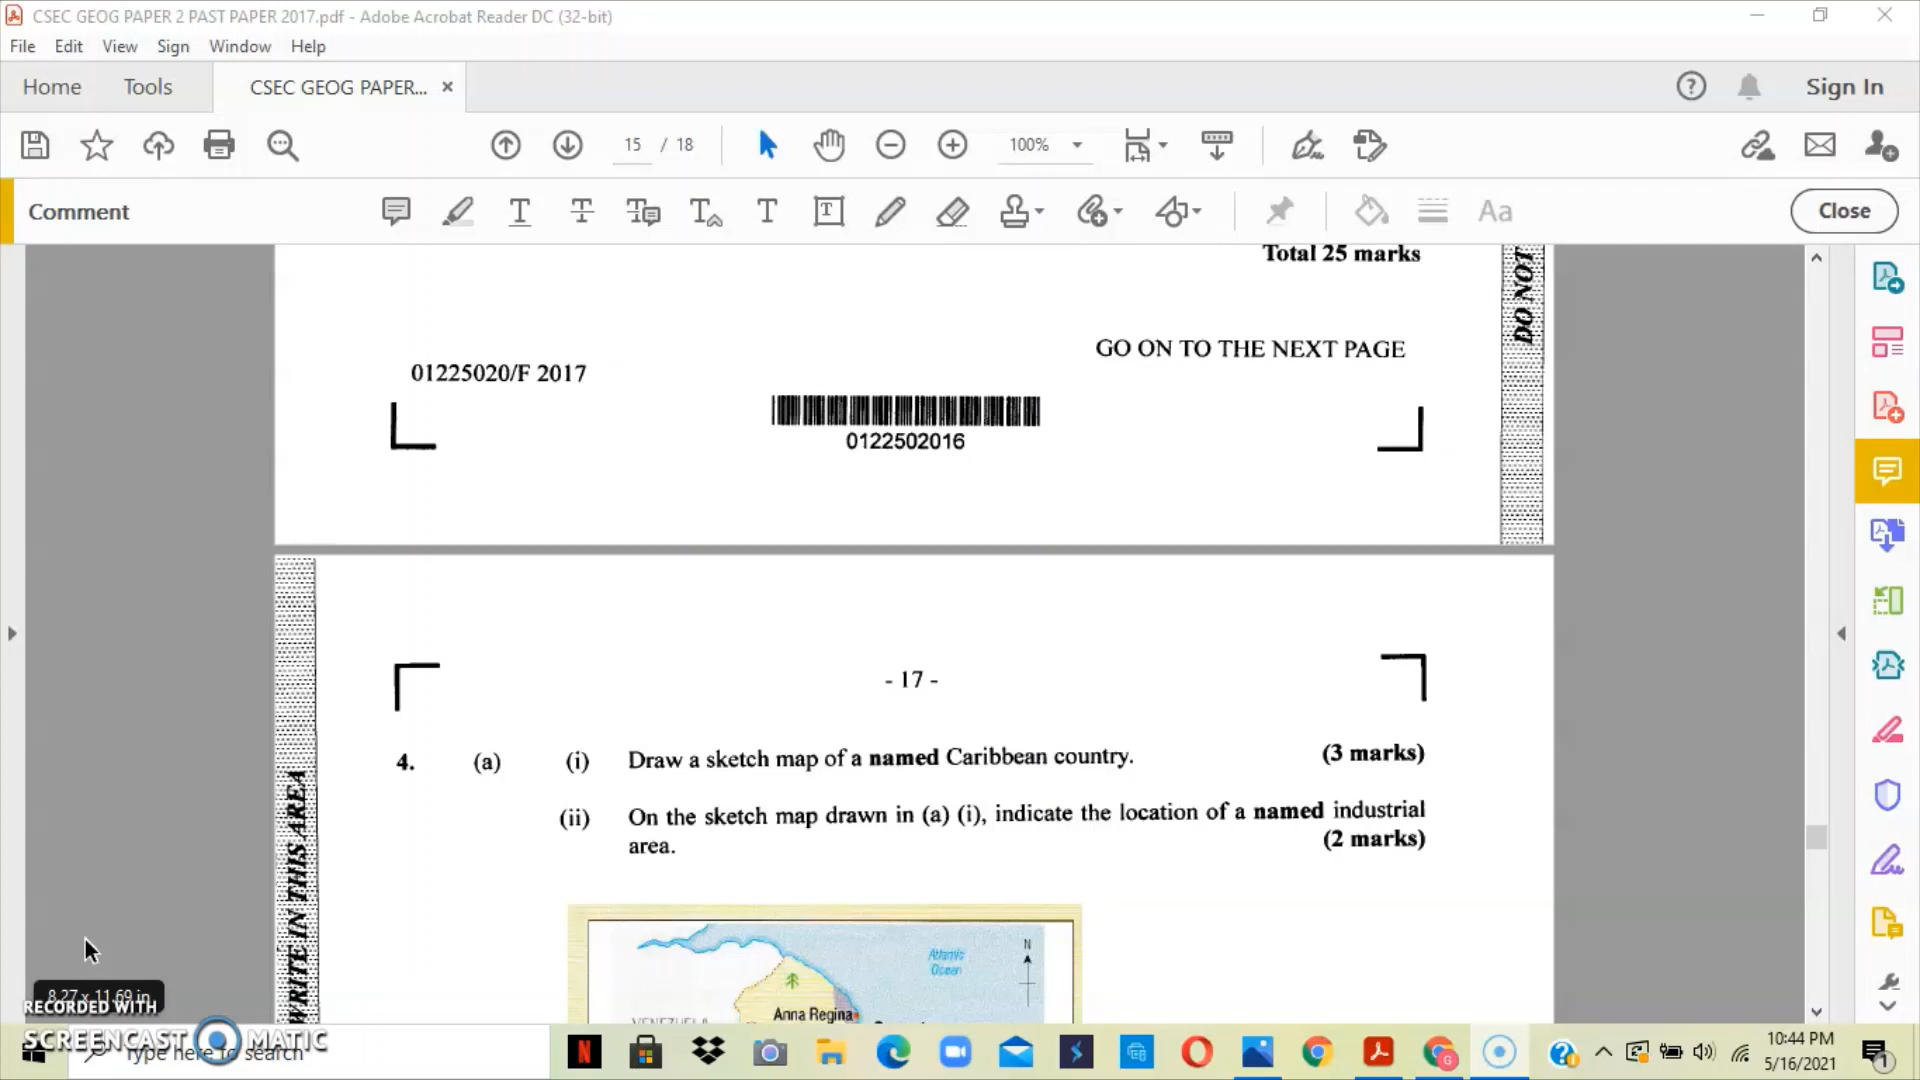 CSEC GEOG PAPER 2 PAST PAPER 2017.pdf - Adobe Acrobat Reader DC (32-bit)
File Edit View Sign Window Help
Home Tools CSEC GEOG PAPER... × Sign In
15 / 18 100%
Comment Close
Total 25 marks
DO NOT
GO ON TO THE NEXT PAGE
01225020/F 2017
0122502016
- 17 -
4. (a) (i) Draw a sketch map of a named Caribbean country. (3 marks)
(ii) On the sketch map drawn in (a) (i), indicate the location of a named industrial
area. (2 marks)
WRITE IN THIS AREA
Atlantic
Ocean
N
Anna Regina
VENEZUELA
8.27 x 11.69 in
RECORDED WITH
SCREENCAST MATIC
Type here to search
10:44 PM
5/16/2021